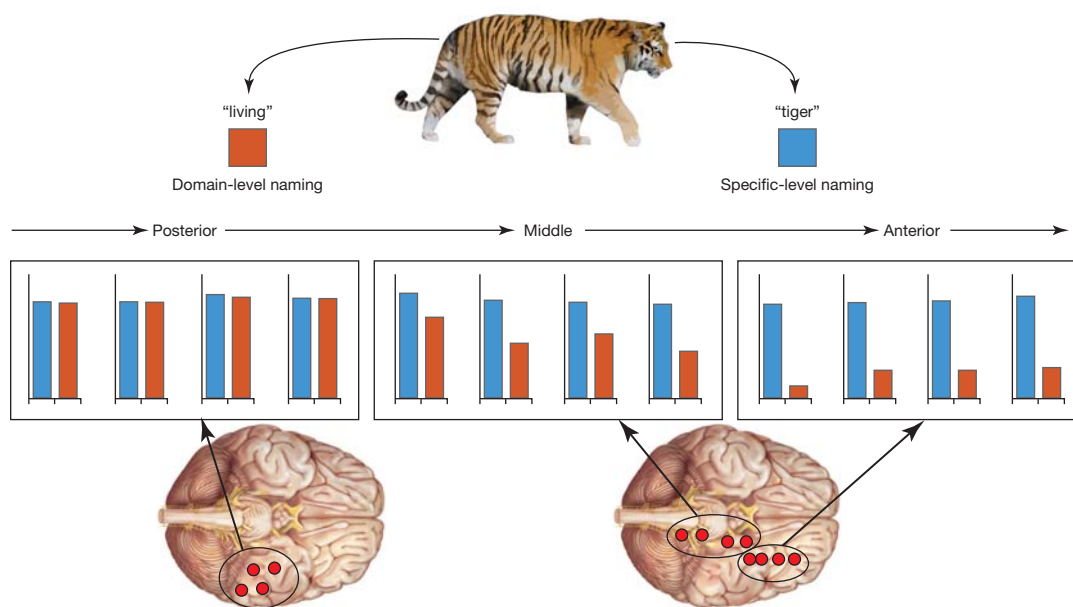 “living”
“tiger”
Domain-level naming
Specific-level naming
Posterior
Middle
Anterior